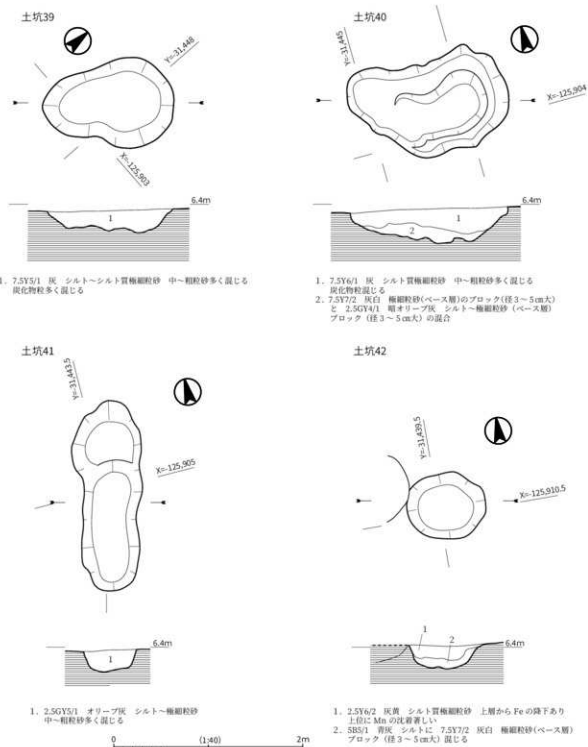 土坑39
Y=-31,448
X=-125,903
6.4m
1
1. 7.5Y5/1 灰 シルト~シルト質極細粒砂 中~粗粒砂多く混じる
炭化物粒多く混じる
土坑40
Y=-31,445
X=-125,904
6.4m
1
2
1. 7.5Y6/1 灰 シルト質極細粒砂 中~粗粒砂多く混じる
炭化物粒混じる
2. 7.5Y7/2 灰白 極細粒砂(ベース層)のブロック(径3~5㎝大)
と 2.5GY4/1 暗オリーブ灰 シルト~極細粒砂(ベース層)
ブロック(径3~5㎝大)の混合
土坑41
Y=-31,443.5
X=-125,905
6.4m
1
1. 2.5GY5/1 オリーブ灰 シルト~極細粒砂
中~粗粒砂多く混じる
土坑42
Y=-31,439.5
X=-125,910.5
1
2
6.4m
1. 2.5Y6/2 灰黄 シルト質極細粒砂 上層から Fe の降下あり
上位に Mn の沈着著しい
2. 5B5/1 青灰 シルトに 7.5Y7/2 灰白 極細粒砂(ベース層)
ブロック(径3~5㎝大)混じる
0 (1:40) 2m